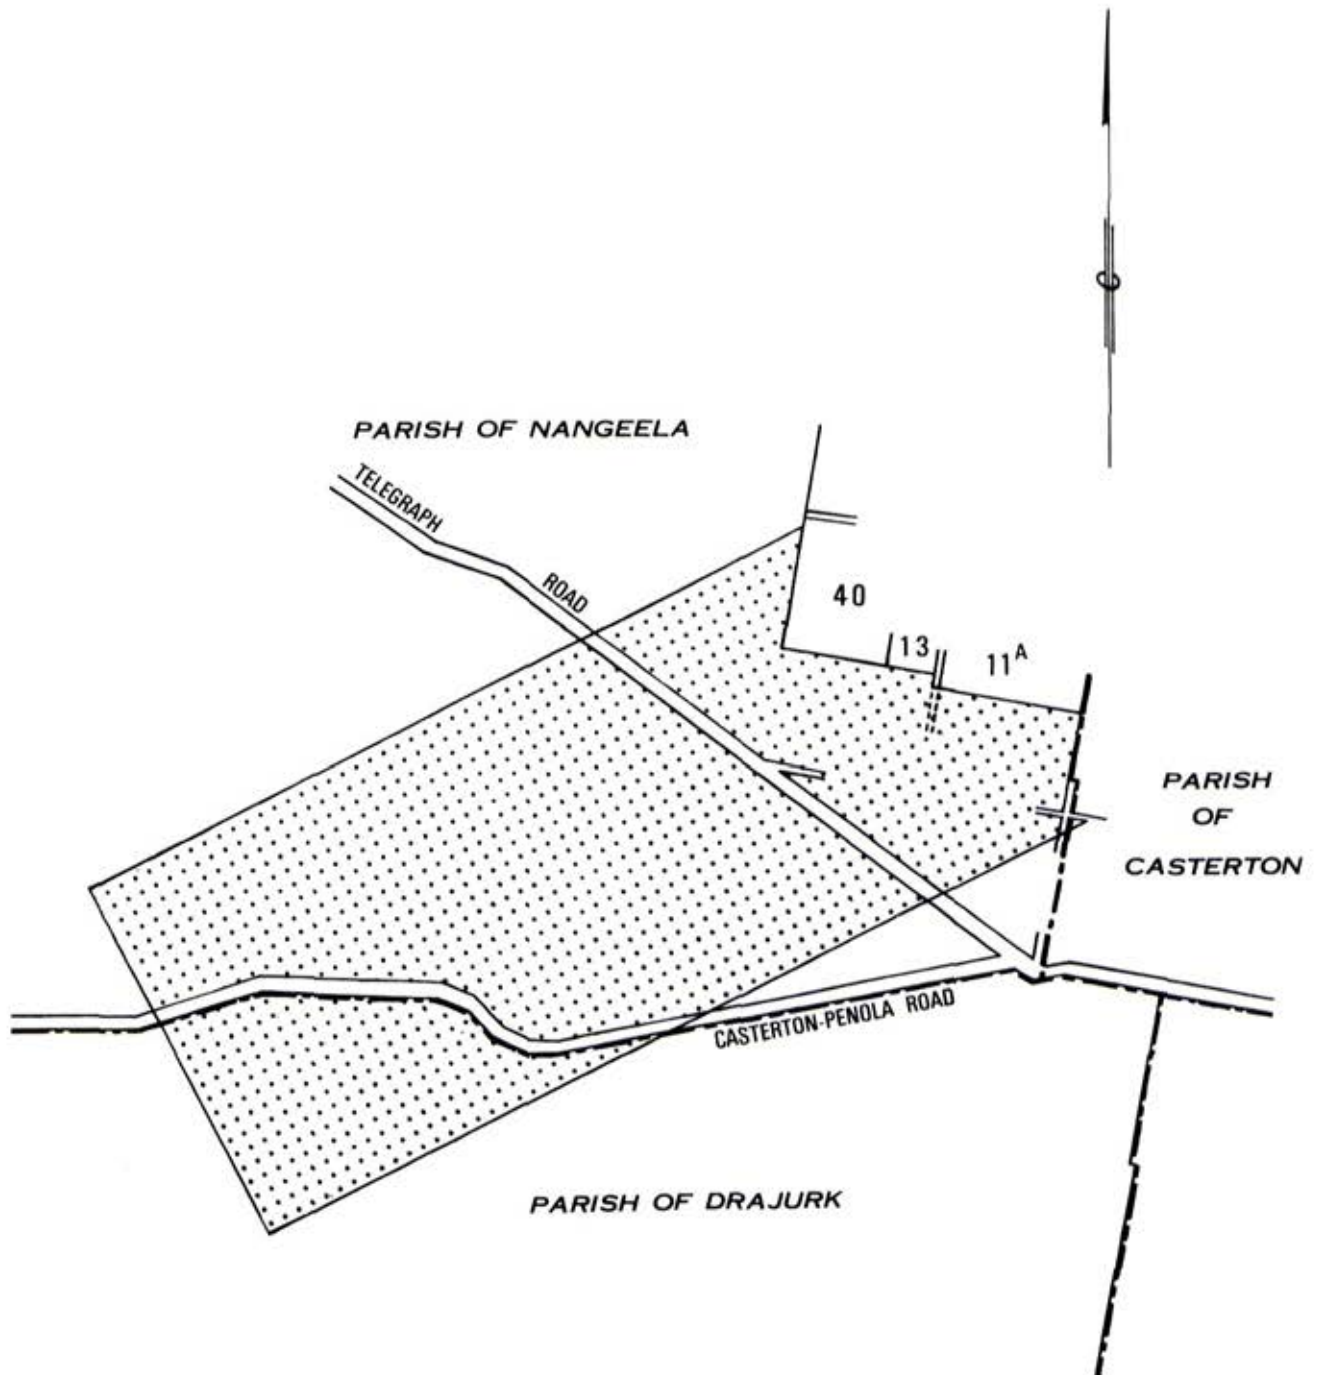 PARISH OF NANGEELA
TELEGRAPH
ROAD
40
13
11A
PARISH
OF
CASTERTON
CASTERTON-PENOLA ROAD
PARISH OF DRAJURK